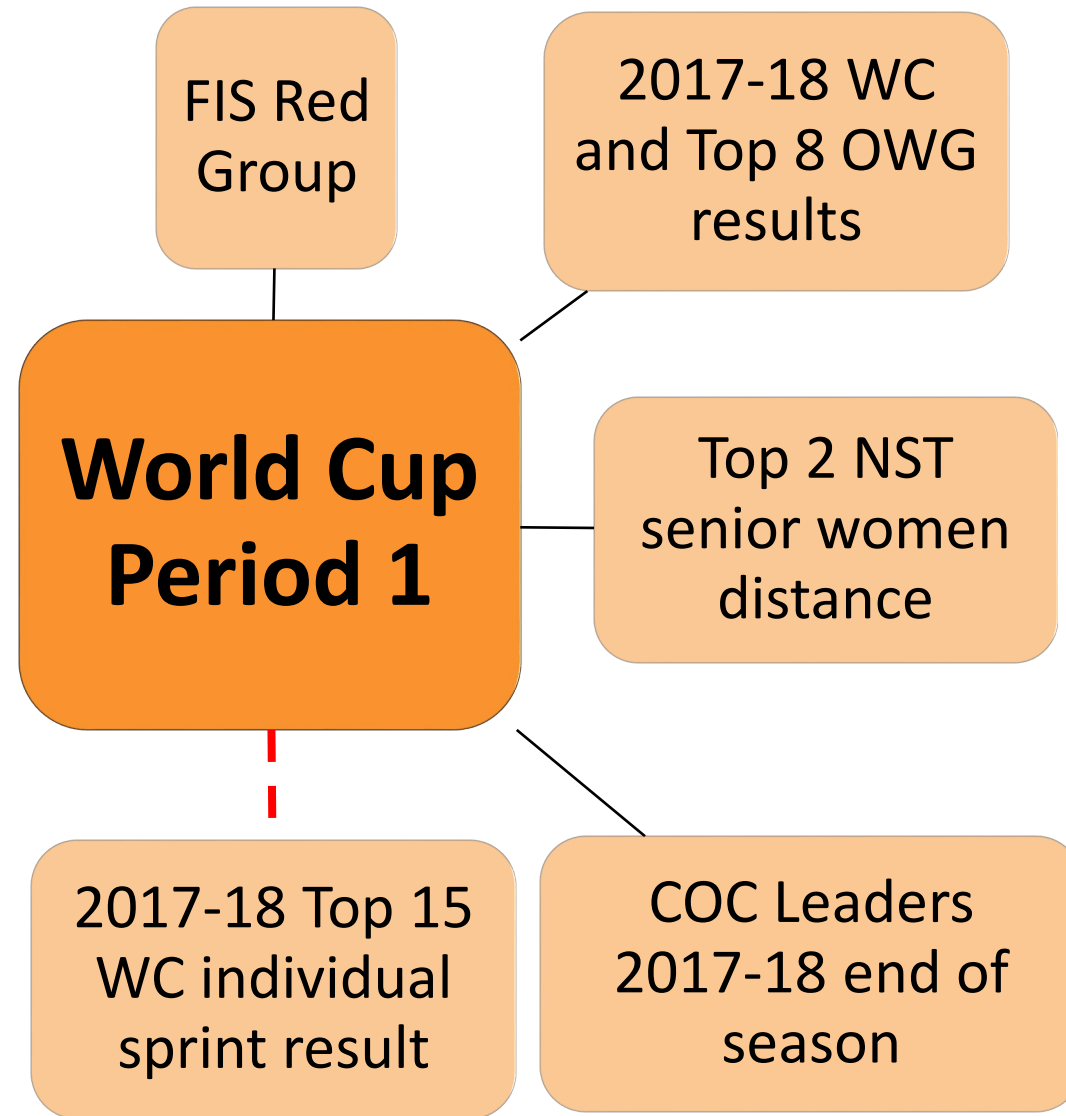 FIS Red
Group
2017-18 WC
and Top 8 OWG
results
World Cup
Period 1
Top 2 NST
senior women
distance
2017-18 Top 15
WC individual
sprint result
COC Leaders
2017-18 end of
season